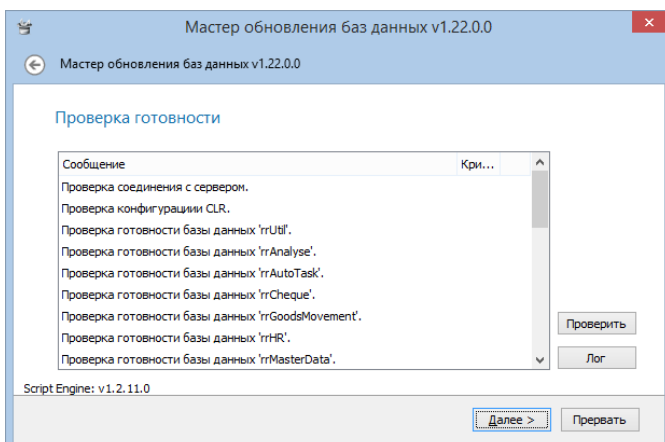 Мастер обновления баз данных v1.22.0.0
Мастер обновления баз данных v1.22.0.0
Проверка готовности
Сообщение Кри...
Проверка соединения с сервером.
Проверка конфигурациии CLR.
Проверка готовности базы данных 'rrUtil'.
Проверка готовности базы данных 'rrAnalyse'.
Проверка готовности базы данных 'rrAutoTask'.
Проверка готовности базы данных 'rrCheque'.
Проверка готовности базы данных 'rrGoodsMovement'.
Проверка готовности базы данных 'rrHR'.
Проверка готовности базы данных 'rrMasterData'.
Проверить
Лог
Script Engine: v1.2.11.0
Далее > Прервать